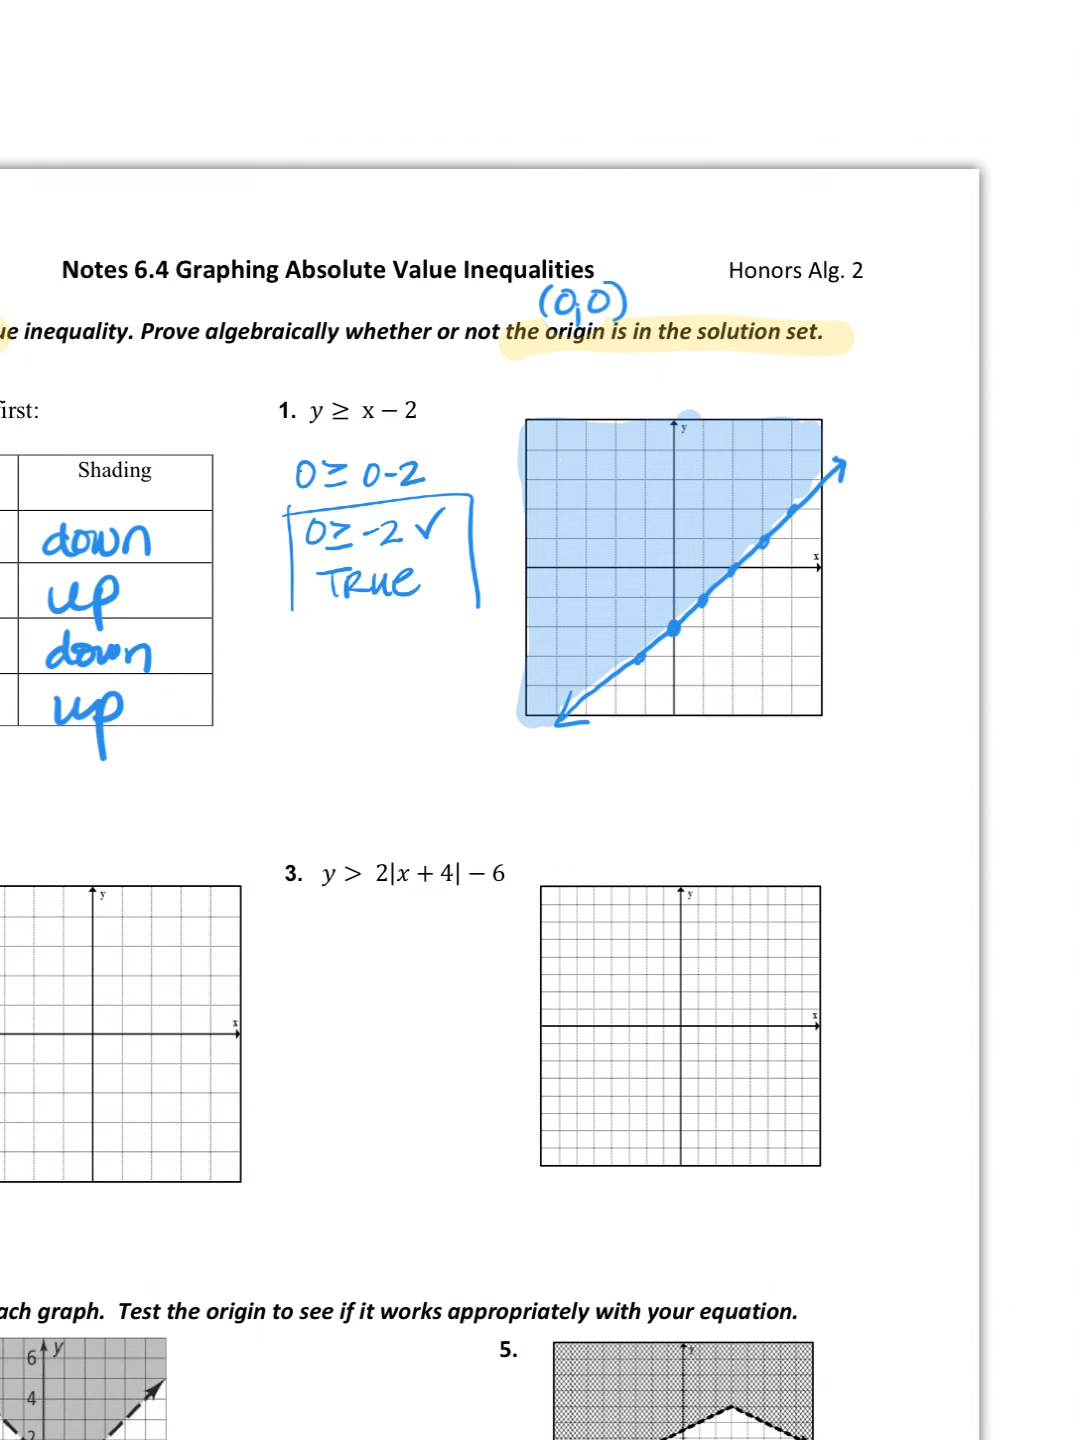 Notes 6.4 Graphing Absolute Value Inequalities Honors Alg. 2
(0,0)
inequality. Prove algebraically whether or not the origin is in the solution set.
first:
1. y ≥ x − 2
Shading
down
up
down
up
0 ≥ 0-2
0 ≥ -2 ✓
TRUE
y
x
3. y > 2|x + 4| − 6
y
x
y
x
each graph. Test the origin to see if it works appropriately with your equation.
5.
6 y
4
2
y